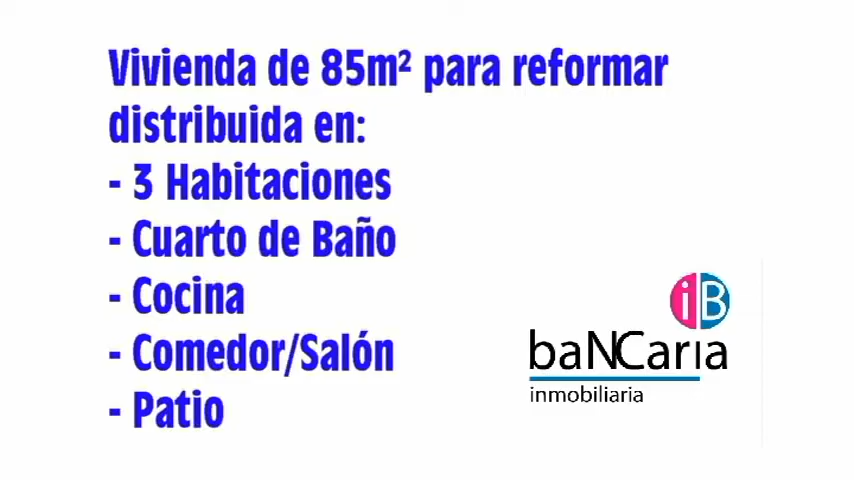 Vivienda de 85m² para reformar
distribuida en:
- 3 Habitaciones
- Cuarto de Baño
- Cocina
- Comedor/Salón
- Patio
iB
baNCaria
inmobiliaria